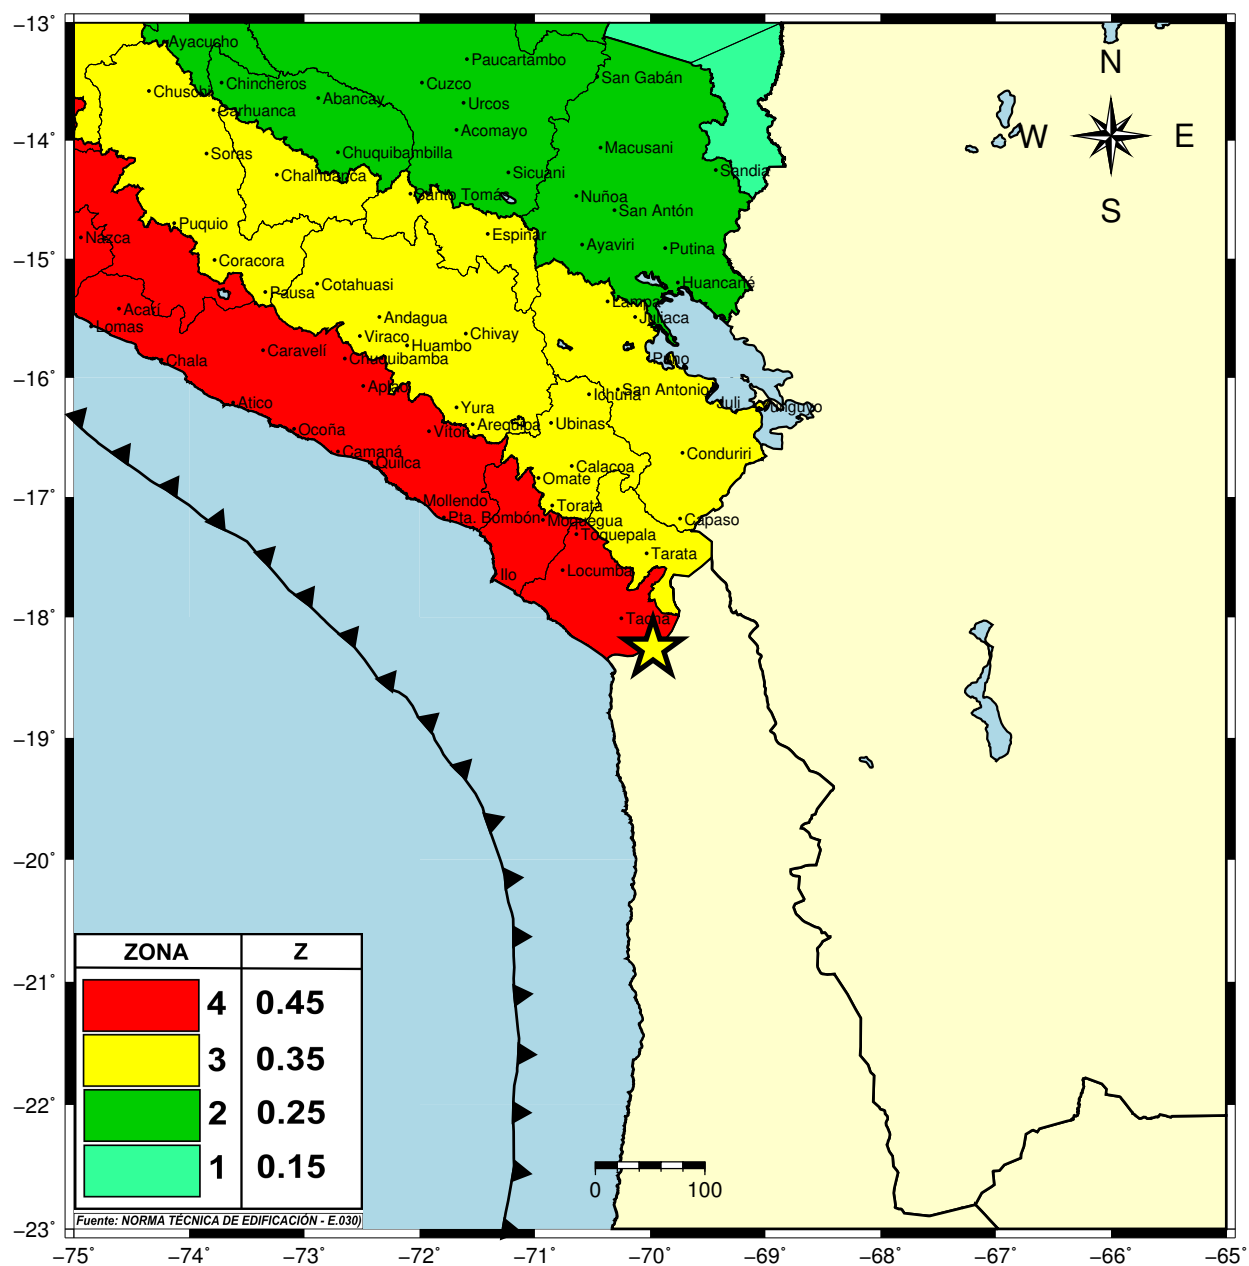 −13°
−14°
−15°
−16°
−17°
−18°
−19°
−20°
−21°
−22°
−23°
−75°
−74°
−73°
−72°
−71°
−70°
−69°
−68°
−67°
−66°
−65°
N
W
E
S
Ayacusho
Paucartambo
Chuschi
Chincheros
Cuzco
San Gabán
Abancay
Urcos
Carhuanca
Acomayo
Soras
Chuquibambilla
Macusani
Chalhuanca
Sicuani
Sandia
Santo Tomás
Nuñoa
San Antón
Puquio
Nazca
Espinar
Ayaviri
Putina
Coracora
Cotahuasi
Huancané
Pausa
Lampa
Acarí
Andagua
Juliaca
Lomas
Viraco
Chivay
Huambo
Chala
Caravelí
Chuquibamba
Puno
Aplao
Ichuña
San Antonio
Atico
Yura
Juli
Yunguyo
Ocoña
Vítor
Arequipa
Ubinas
Camaná
Quilca
Calacoa
Conduriri
Omate
Mollendo
Torata
Pta. Bombón
Moquegua
Capaso
Toquepala
Tarata
Ilo
Locumba
Tacna
ZONA Z
4 0.45
3 0.35
2 0.25
1 0.15
Fuente: NORMA TÉCNICA DE EDIFICACIÓN - E.030)
0 100